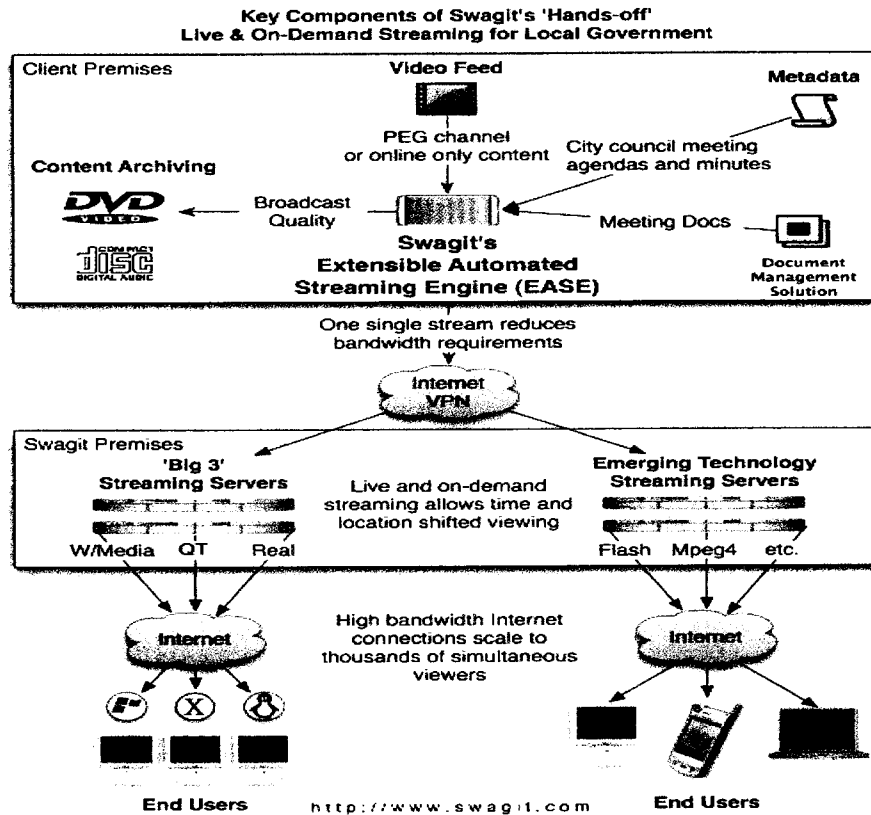 Key Components of Swagit's 'Hands-off'
Live & On-Demand Streaming for Local Government
Client Premises
Video Feed
Metadata
PEG channel
or online only content
City council meeting
agendas and minutes
Content Archiving
DVD
VIDEO
Broadcast
Quality
Meeting Docs
COMPACT
disc
DIGITAL AUDIO
Swagit's
Extensible Automated
Streaming Engine (EASE)
Document
Management
Solution
One single stream reduces
bandwidth requirements
Internet
VPN
Swagit Premises
'Big 3'
Streaming Servers
Live and on-demand
streaming allows time and
location shifted viewing
Emerging Technology
Streaming Servers
W/Media QT Real
Flash Mpeg4 etc.
Internet
High bandwidth Internet
connections scale to
thousands of simultaneous
viewers
Internet
X
End Users
http://www.swagit.com
End Users